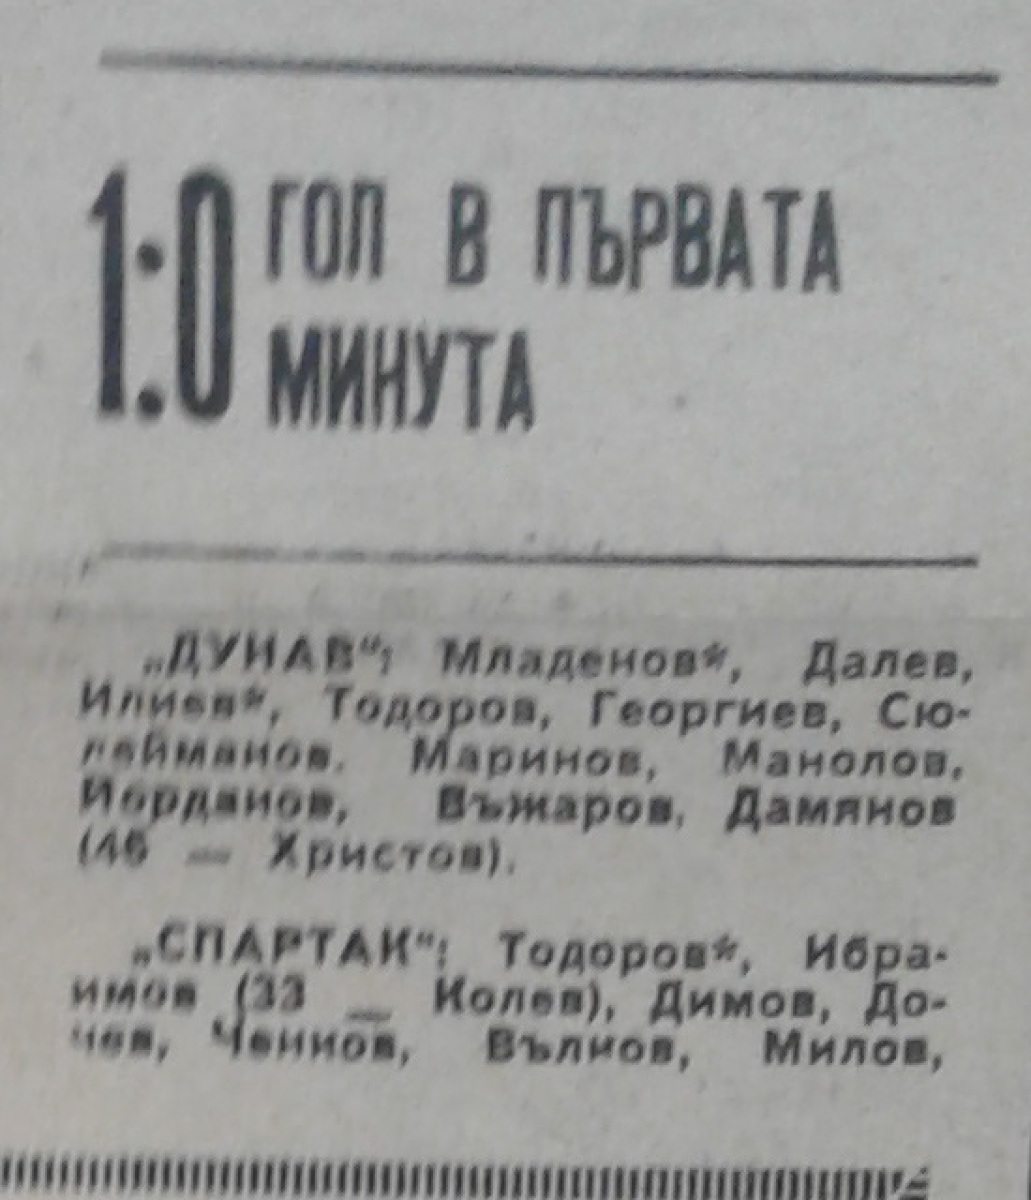 1:0 ГОЛ В ПЪРВАТА
МИНУТА
„ДУНАВ“: Младенов*, Далев,
Илиев*, Тодоров, Георгиев, Сю-
лейманов, Маринов, Манолов,
Йорданов, Въжаров, Дамянов
(46 — Христов).
„СПАРТАК“: Тодоров*, Ибра-
имов (33 — Колев), Димов, До-
чев, Ченков, Вълков, Милов,